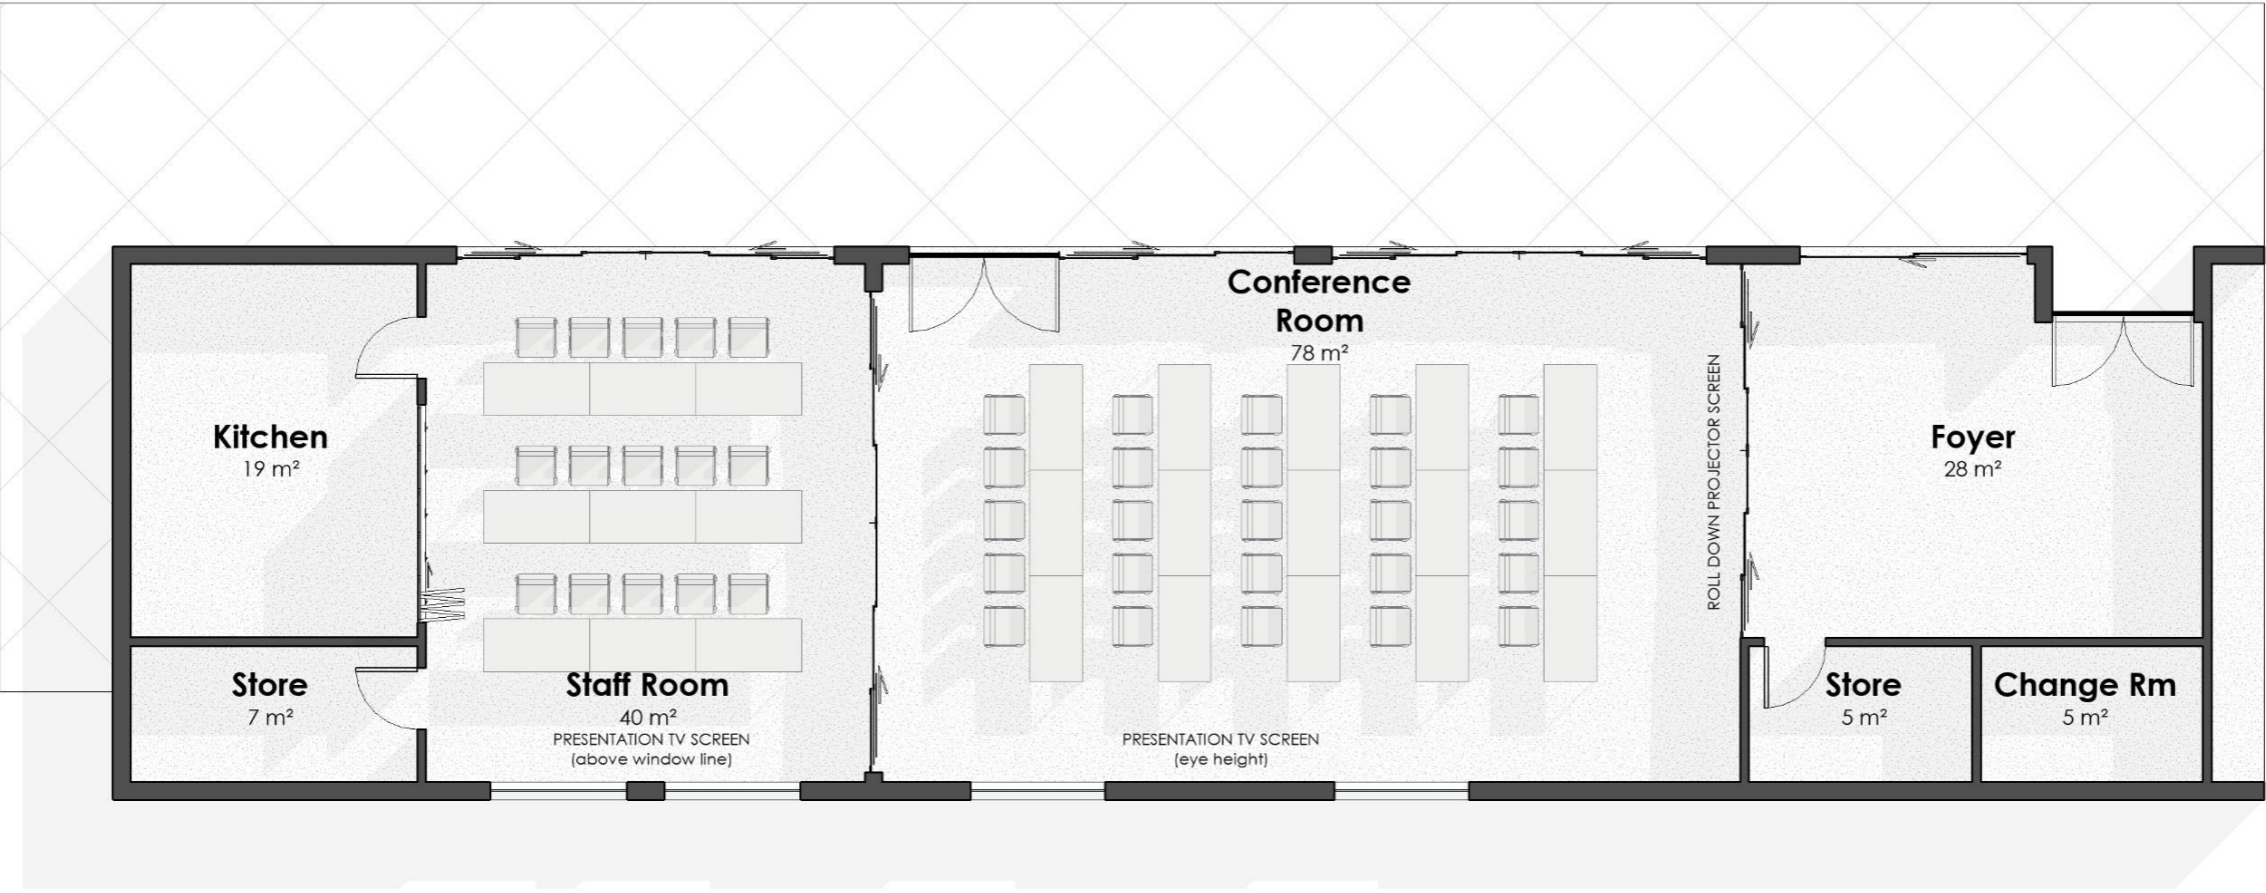 Conference
Room
78 m²
Kitchen
19 m²
ROLL DOWN PROJECTOR SCREEN
Foyer
28 m²
Store
7 m²
Staff Room
40 m²
PRESENTATION TV SCREEN
(above window line)
PRESENTATION TV SCREEN
(eye height)
Store
5 m²
Change Rm
5 m²